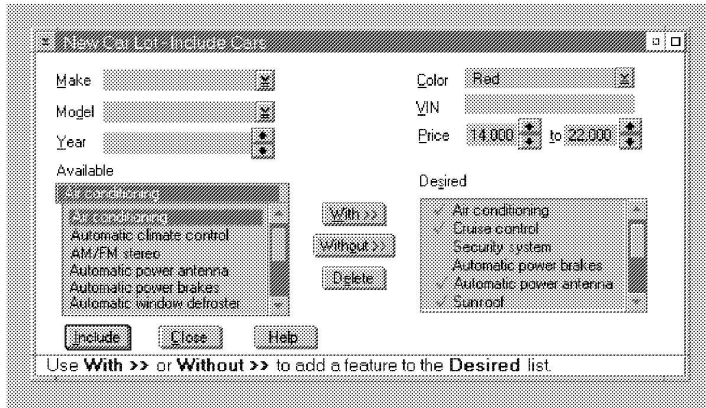 New Car Lot - Include Cars
Make
Model
Year
Color Red
VIN
Price 14,000 to 22,000
Available
Air conditioning
Air conditioning
Automatic climate control
AM/FM stereo
Automatic power antenna
Automatic power brakes
Automatic window defroster
With >>
Without >>
Delete
Desired
✓ Air conditioning
✓ Cruise control
Security system
Automatic power brakes
✓ Automatic power antenna
✓ Sunroof
Include Close Help
Use With >> or Without >> to add a feature to the Desired list.